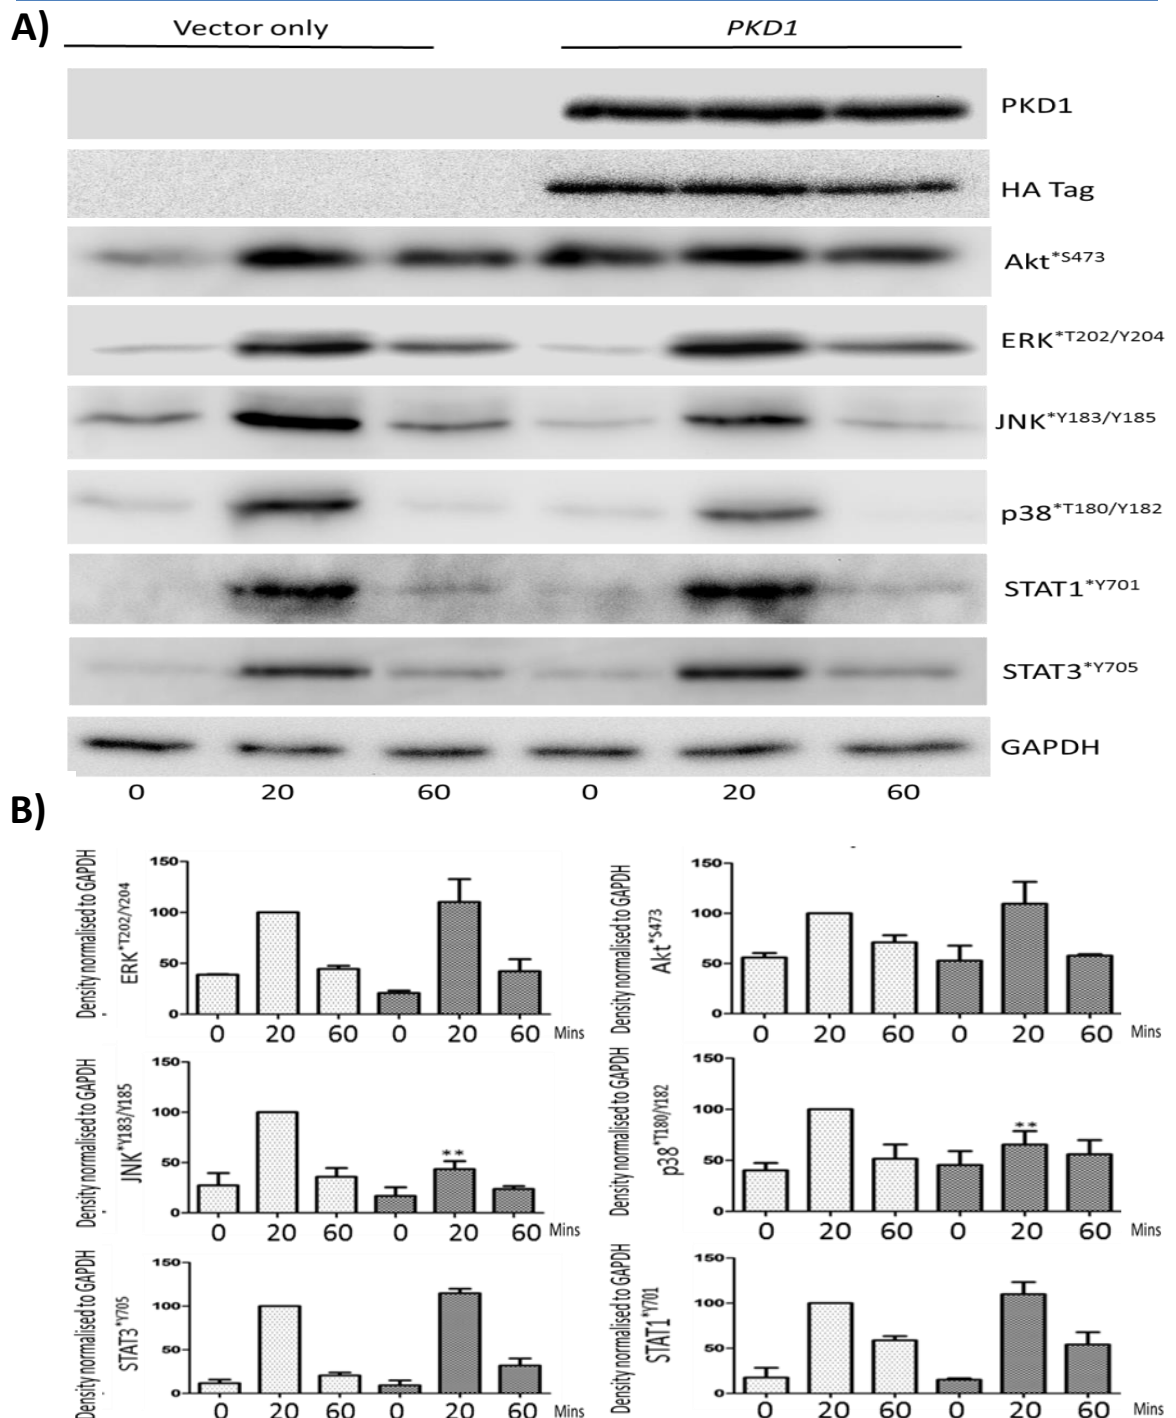 A)
Vector only PKD1
PKD1
HA Tag
Akt*S473
ERK*T202/Y204
JNK*Y183/Y185
p38*T180/Y182
STAT1*Y701
STAT3*Y705
GAPDH
0 20 60 0 20 60
B)
Density normalised to GAPDH
ERK*T202/Y204
150
100
50
0
0 20 60 0 20 60 Mins
Density normalised to GAPDH
Akt*S473
150
100
50
0
0 20 60 0 20 60 Mins
Density normalised to GAPDH
JNK*Y183/Y185
150
100
50
0
**
0 20 60 0 20 60 Mins
Density normalised to GAPDH
p38*T180/Y182
150
100
50
0
**
0 20 60 0 20 60 Mins
Density normalised to GAPDH
STAT3*Y705
150
100
50
0
0 20 60 0 20 60 Mins
Density normalised to GAPDH
STAT1*Y701
150
100
50
0
0 20 60 0 20 60 Mins